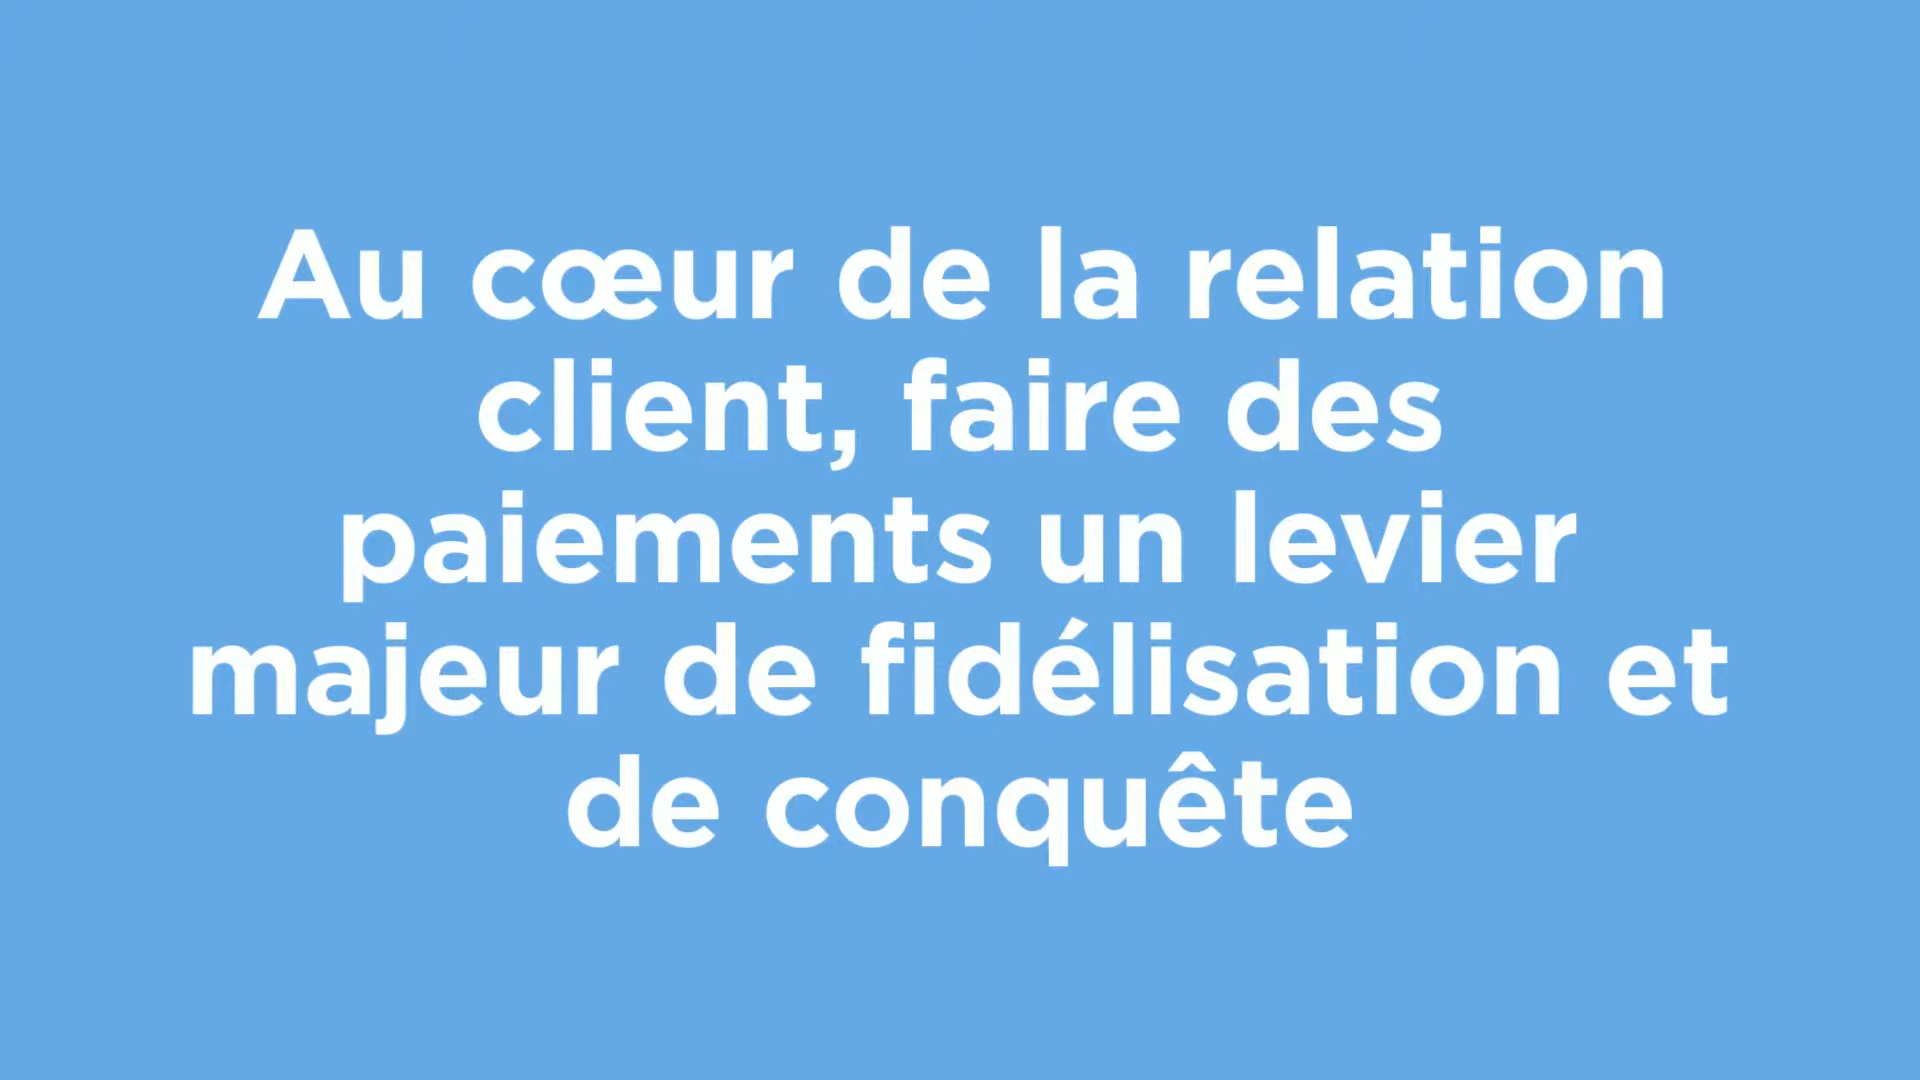 Au cœur de la relation
client, faire des
paiements un levier
majeur de fidélisation et
de conquête